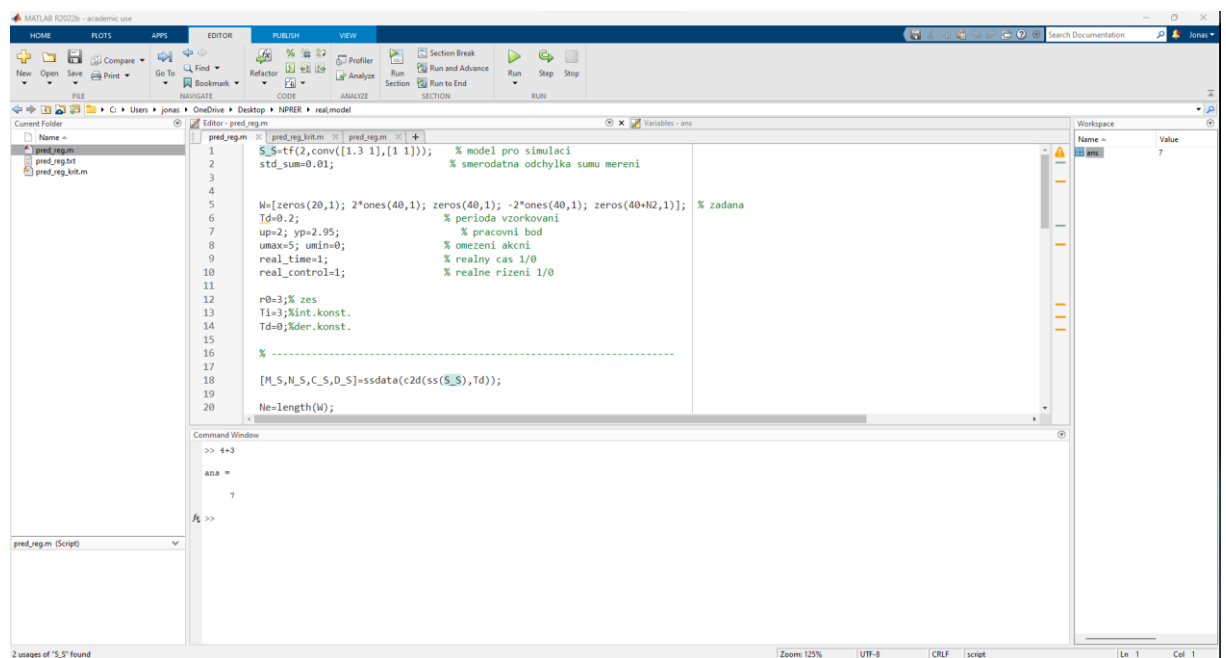 MATLAB R2022b - academic use
HOME PLOTS APPS EDITOR PUBLISH VIEW
Search Documentation Jonas
New Open Save Compare Print
Go To Find Bookmark
Refactor
Profiler Analyze
Run Section Section Break Run and Advance Run to End
Run Step Stop
FILE NAVIGATE CODE ANALYZE SECTION RUN
C: Users jonas OneDrive Desktop NPRER real,model
Current Folder
Name
pred_reg.m
pred_reg.txt
pred_reg_krit.m
pred_reg.m (Script)
Editor - pred_reg.m Variables - ans
pred_reg.m pred_reg_krit.m pred_reg.m +
1 S_S=tf(2,conv([1.3 1],[1 1])); % model pro simulaci
2 std_sum=0.01; % smerodatna odchylka sumu mereni
3
4
5 W=[zeros(20,1); 2*ones(40,1); zeros(40,1); -2*ones(40,1); zeros(40+N2,1)]; % zadana
6 Td=0.2; % perioda vzorkovani
7 up=2; yp=2.95; % pracovni bod
8 umax=5; umin=0; % omezeni akcni
9 real_time=1; % realny cas 1/0
10 real_control=1; % realne rizeni 1/0
11
12 r0=3;% zes
13 Ti=3;%int.konst.
14 Td=0;%der.konst.
15
16 % ----------------------------------------------------------------------
17
18 [M_S,N_S,C_S,D_S]=ssdata(c2d(ss(S_S),Td));
19
20 Ne=length(W);
Command Window
>> 4+3
ans =
7
fx >>
Workspace
Name Value
ans 7
2 usages of "S_S" found
Zoom: 125% UTF-8 CRLF script Ln 1 Col 1